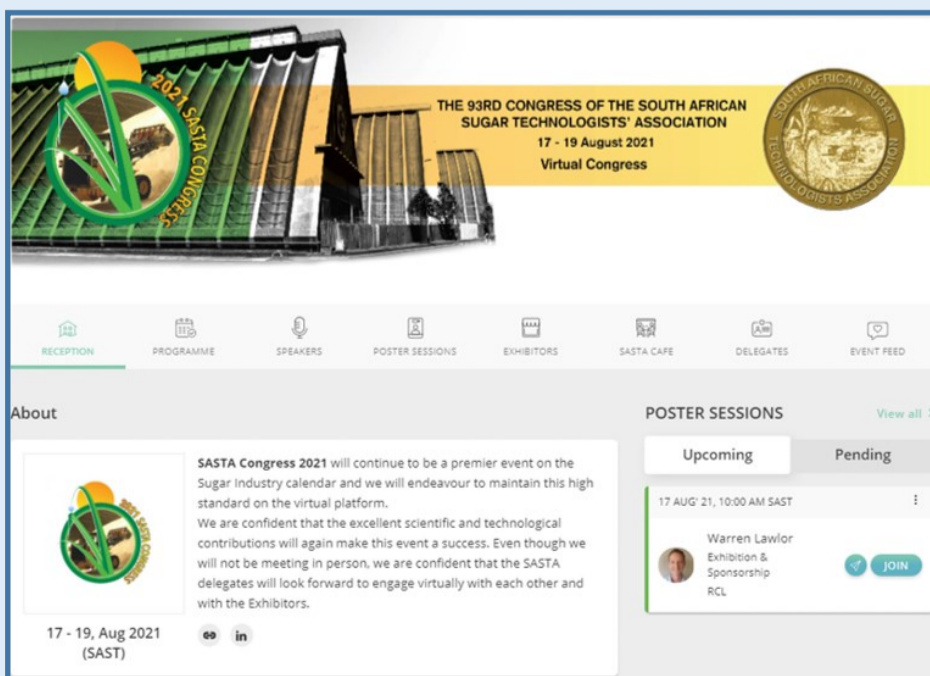 2021 SASTA CONGRESS
THE 93RD CONGRESS OF THE SOUTH AFRICAN
SUGAR TECHNOLOGISTS' ASSOCIATION
17 - 19 August 2021
Virtual Congress
SOUTH AFRICAN SUGAR
TECHNOLOGISTS ASSOCIATION
RECEPTION
PROGRAMME
SPEAKERS
POSTER SESSIONS
EXHIBITORS
SASTA CAFE
DELEGATES
EVENT FEED
About
2021 SASTA CONGRESS
17 - 19, Aug 2021
(SAST)
SASTA Congress 2021 will continue to be a premier event on the
Sugar Industry calendar and we will endeavour to maintain this high
standard on the virtual platform.
We are confident that the excellent scientific and technological
contributions will again make this event a success. Even though we
will not be meeting in person, we are confident that the SASTA
delegates will look forward to engage virtually with each other and
with the Exhibitors.
in
POSTER SESSIONS
View all
Upcoming
Pending
17 AUG' 21, 10:00 AM SAST
Warren Lawlor
Exhibition &
Sponsorship
RCL
JOIN